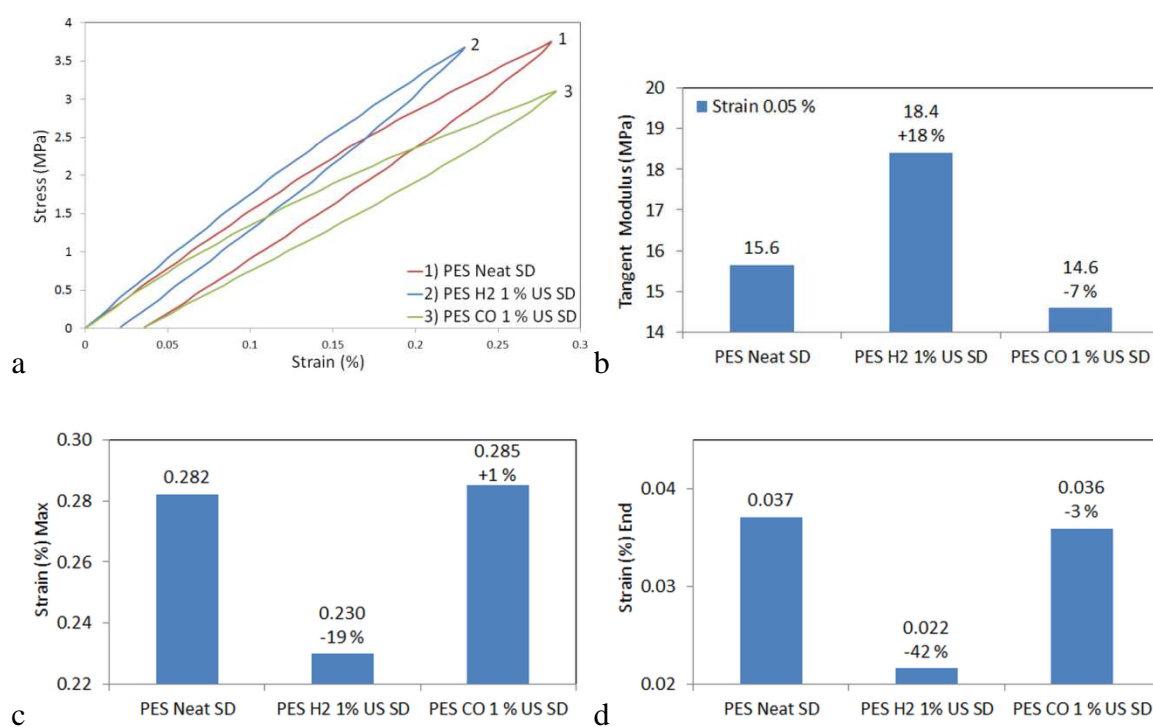 4
3.5
3
2.5
2
1.5
1
0.5
0
Stress (MPa)
2
1
3
1) PES Neat SD
2) PES H2 1 % US SD
3) PES CO 1 % US SD
0
0.05
0.1
0.15
0.2
0.25
0.3
Strain (%)
a
20
19
18
17
16
15
14
Tangent Modulus (MPa)
Strain 0.05 %
15.6
18.4
+18 %
14.6
-7 %
PES Neat SD
PES H2 1% US SD
PES CO 1 % US SD
b
0.30
0.28
0.26
0.24
0.22
Strain (%) Max
0.282
0.230
-19 %
0.285
+1 %
PES Neat SD
PES H2 1% US SD
PES CO 1 % US SD
c
0.04
0.03
0.02
Strain (%) End
0.037
0.022
-42 %
0.036
-3 %
PES Neat SD
PES H2 1% US SD
PES CO 1 % US SD
d